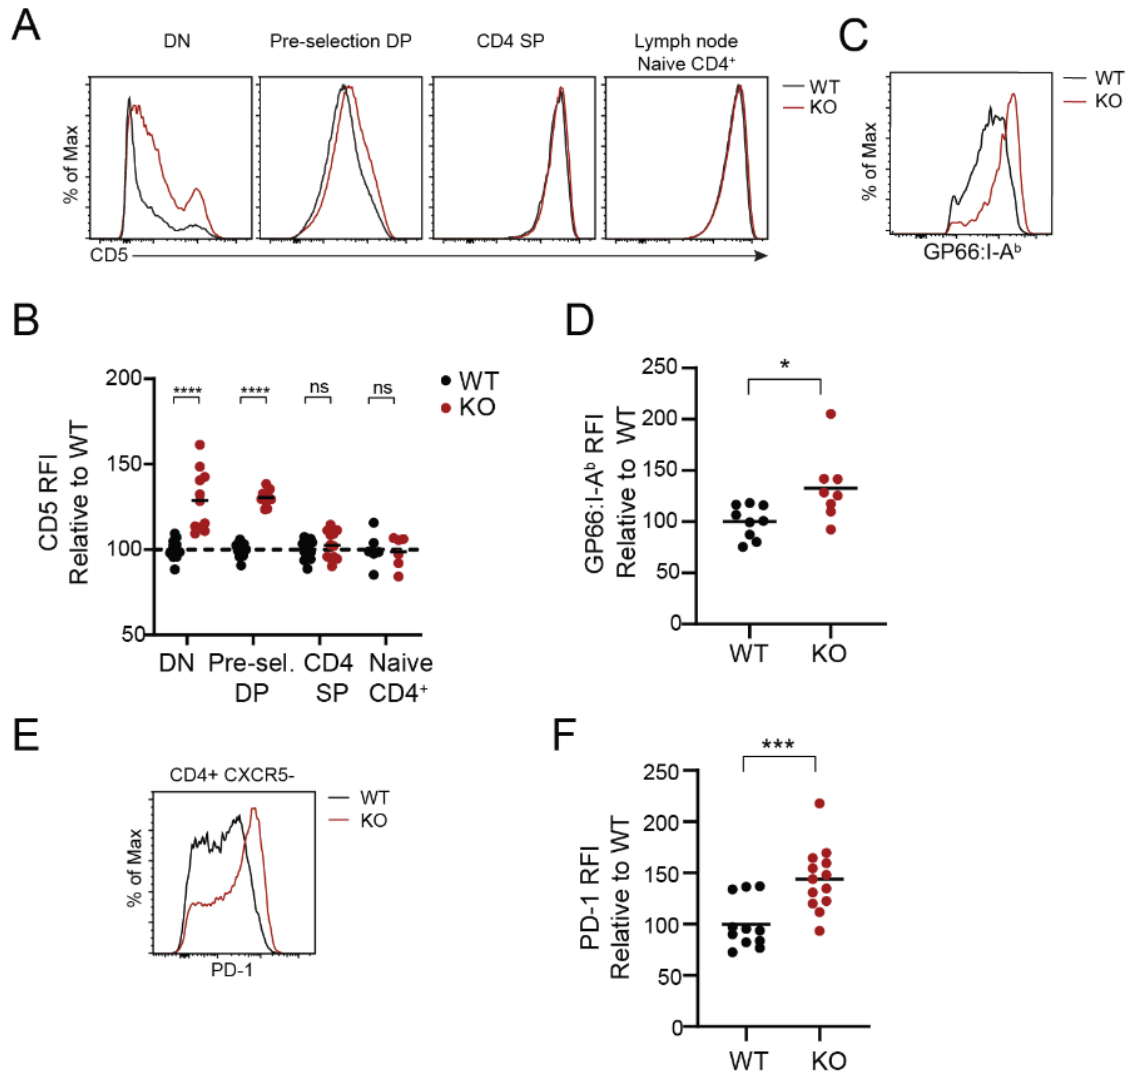 A
DN
Pre-selection DP
CD4 SP
Lymph node
Naive CD4⁺
WT
KO
% of Max
CD5
C
WT
KO
% of Max
GP66:I-Aᵇ
B
CD5 RFI
Relative to WT
200
150
100
50
****
****
ns
ns
WT
KO
DN
Pre-sel.
DP
CD4
SP
Naive
CD4⁺
D
GP66:I-Aᵇ RFI
Relative to WT
250
200
150
100
50
0
*
WT
KO
E
CD4+ CXCR5-
WT
KO
% of Max
PD-1
F
PD-1 RFI
Relative to WT
250
200
150
100
50
0
***
WT
KO